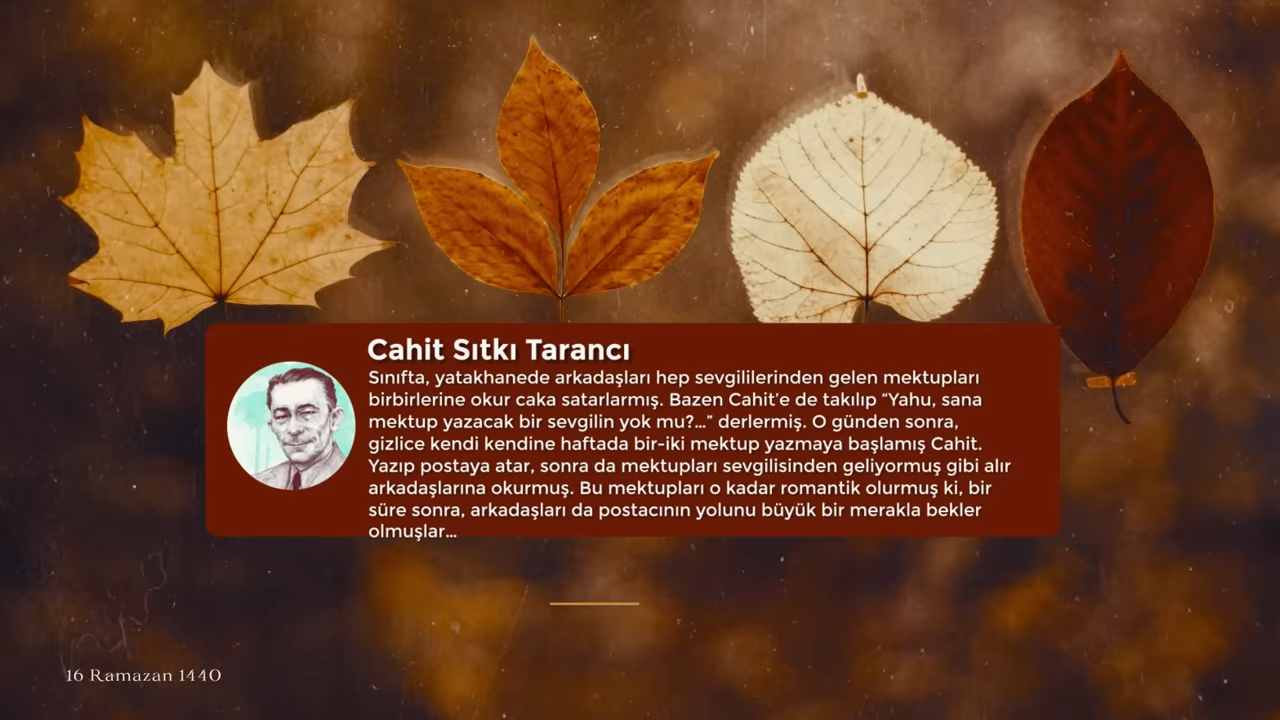 Cahit Sıtkı Tarancı
Sınıfta, yatakhanede arkadaşları hep sevgililerinden gelen mektupları
birbirlerine okur caka satarlarmış. Bazen Cahit’e de takılıp “Yahu, sana
mektup yazacak bir sevgilin yok mu?...” derlermiş. O günden sonra,
gizlice kendi kendine haftada bir-iki mektup yazmaya başlamış Cahit.
Yazıp postaya atar, sonra da mektupları sevgilisinden geliyormuş gibi alır
arkadaşlarına okurmuş. Bu mektupları o kadar romantik olurmuş ki, bir
süre sonra, arkadaşları da postacının yolunu büyük bir merakla bekler
olmuşlar...
16 Ramazan 1440